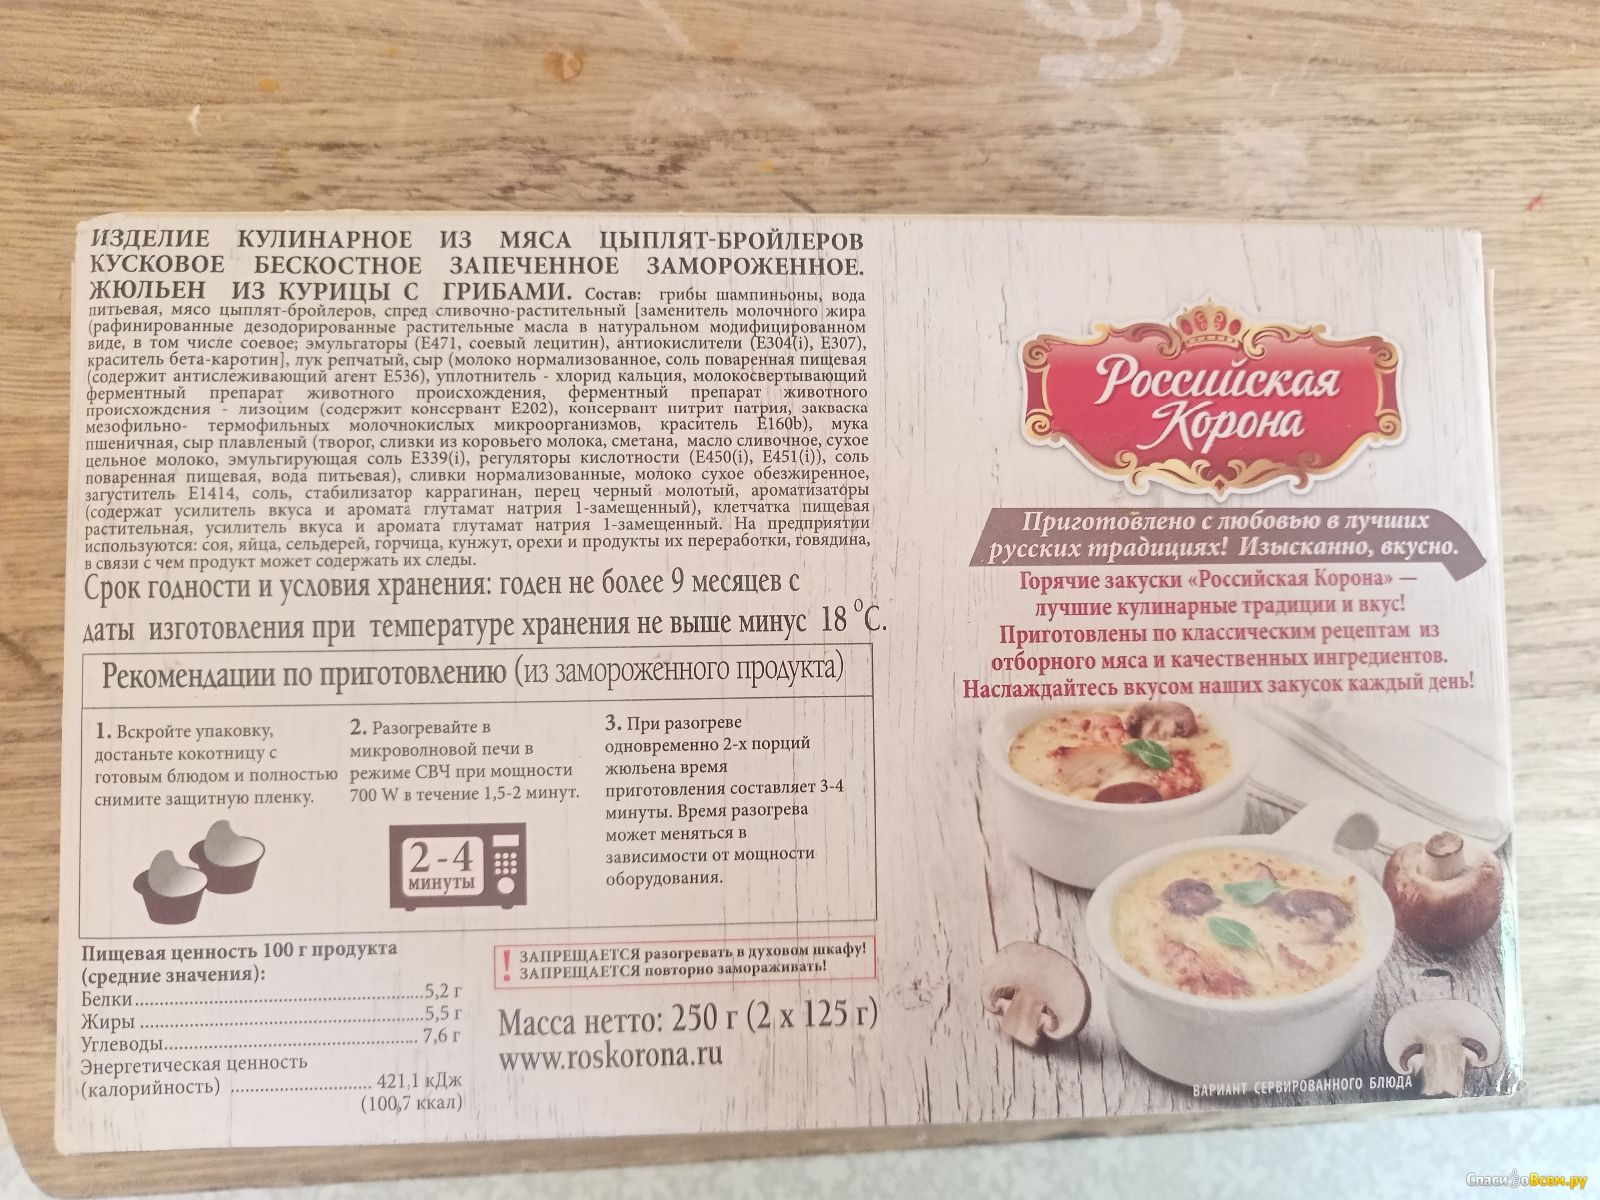 ИЗДЕЛИЕ КУЛИНАРНОЕ ИЗ МЯСА ЦЫПЛЯТ-БРОЙЛЕРОВ
КУСКОВОЕ БЕСКОСТНОЕ ЗАПЕЧЕННОЕ ЗАМОРОЖЕННОЕ.
ЖЮЛЬЕН ИЗ КУРИЦЫ С ГРИБАМИ. Состав: грибы шампиньоны, вода
питьевая, мясо цыплят-бройлеров, спред сливочно-растительный [заменитель молочного жира
(рафинированные дезодорированные растительные масла в натуральном модифицированном
виде, в том числе соевое; эмульгаторы (Е471, соевый лецитин), антиокислители (Е304(i), Е307),
краситель бета-каротин], лук репчатый, сыр (молоко нормализованное, соль поваренная пищевая
(содержит антислеживающий агент Е536), уплотнитель - хлорид кальция, молокосвертывающий
ферментный препарат животного происхождения, ферментный препарат животного
происхождения - лизоцим (содержит консервант Е202), консервант нитрит натрия, закваска
мезофильно- термофильных молочнокислых микроорганизмов, краситель Е160b), мука
пшеничная, сыр плавленый (творог, сливки из коровьего молока, сметана, масло сливочное, сухое
цельное молоко, эмульгирующая соль Е339(i), регуляторы кислотности (Е450(i), Е451(i)), соль
поваренная пищевая, вода питьевая), сливки нормализованные, молоко сухое обезжиренное,
загуститель Е1414, соль, стабилизатор каррагинан, перец черный молотый, ароматизаторы
(содержат усилитель вкуса и аромата глутамат натрия 1-замещенный), клетчатка пищевая
растительная, усилитель вкуса и аромата глутамат натрия 1-замещенный. На предприятии
используются: соя, яйца, сельдерей, горчица, кунжут, орехи и продукты их переработки, говядина,
в связи с чем продукт может содержать их следы.
Срок годности и условия хранения: годен не более 9 месяцев с
даты изготовления при температуре хранения не выше минус 18 °С.
Рекомендации по приготовлению (из замороженного продукта)
1. Вскройте упаковку,
достаньте кокотницу с
готовым блюдом и полностью
снимите защитную пленку.
2. Разогревайте в
микроволновой печи в
режиме СВЧ при мощности
700 W в течение 1,5-2 минут.
2-4
МИНУТЫ
3. При разогреве
одновременно 2-х порций
жюльена время
приготовления составляет 3-4
минуты. Время разогрева
может меняться в
зависимости от мощности
оборудования.
Пищевая ценность 100 г продукта
(средние значения):
Белки..........5,2 г
Жиры..........5,5 г
Углеводы.......... 7,6 г
Энергетическая ценность
(калорийность) .......... 421,1 кДж
(100,7 ккал)
! ЗАПРЕЩАЕТСЯ разогревать в духовом шкафу!
ЗАПРЕЩАЕТСЯ повторно замораживать!
Масса нетто: 250 г (2 х 125 г)
www.roskorona.ru
Российская
Корона
Приготовлено с любовью в лучших
русских традициях! Изысканно, вкусно.
Горячие закуски «Российская Корона» —
лучшие кулинарные традиции и вкус!
Приготовлены по классическим рецептам из
отборного мяса и качественных ингредиентов.
Наслаждайтесь вкусом наших закусок каждый день!
ВАРИАНТ СЕРВИРОВАННОГО БЛЮДА
СпасибоВсем.ру